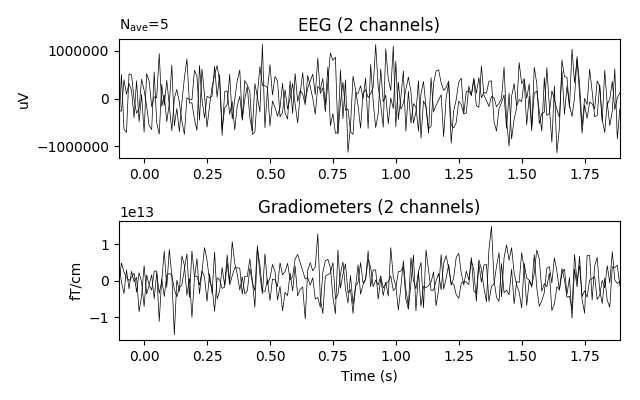 N_ave=5
EEG (2 channels)
1000000
0
−1000000
uV
0.00 0.25 0.50 0.75 1.00 1.25 1.50 1.75
1e13
Gradiometers (2 channels)
1
0
−1
fT/cm
0.00 0.25 0.50 0.75 1.00 1.25 1.50 1.75
Time (s)